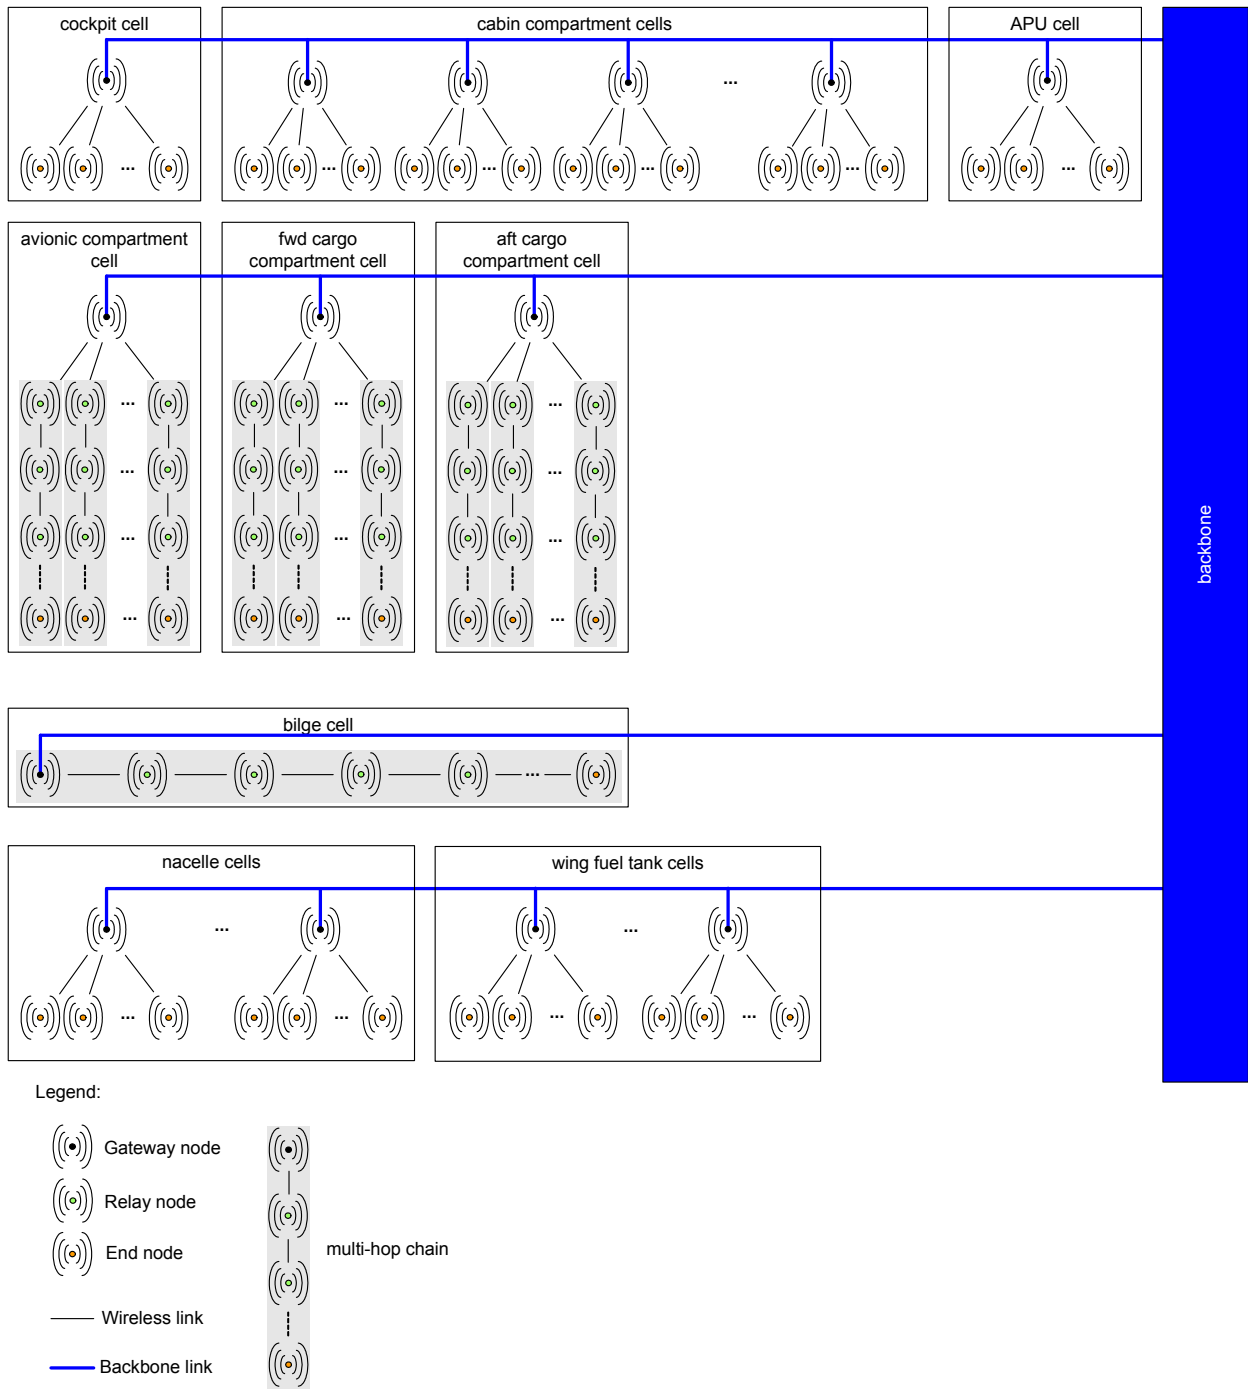 cockpit cell
cabin compartment cells
APU cell
...
... ... ... ... ... ...
avionic compartment
cell
fwd cargo
compartment cell
aft cargo
compartment cell
... ... ...
... ... ...
... ... ...
... ... ...
backbone
bilge cell
...
nacelle cells
wing fuel tank cells
... ...
... ... ... ...
Legend:
Gateway node
Relay node
End node
multi-hop chain
Wireless link
Backbone link